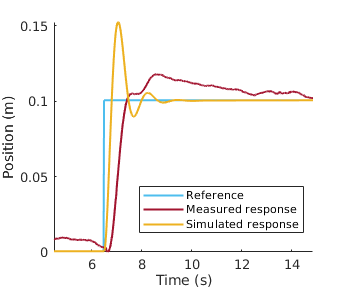 0.15
0.1
0.05
0
Position (m)
6
8
10
12
14
Time (s)
Reference
Measured response
Simulated response